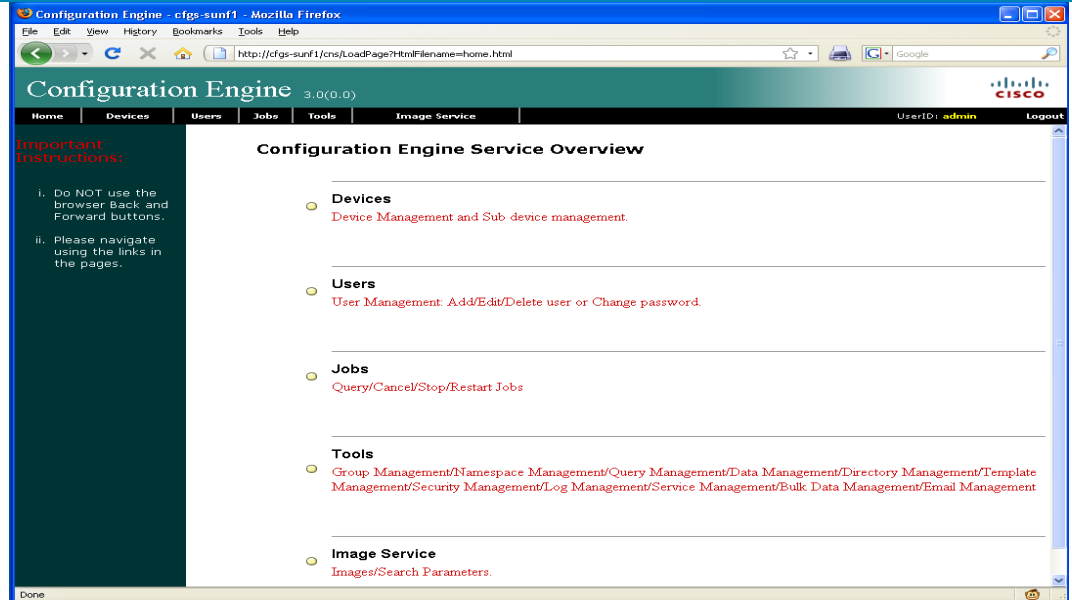 Configuration Engine - cfgs-sunf1 - Mozilla Firefox
File Edit View History Bookmarks Tools Help
http://cfgs-sunf1/cns/LoadPage?HtmlFilename=home.html
G Google
Configuration Engine 3.0(0.0)
CISCO
Home Devices Users Jobs Tools Image Service UserID: admin Logout
Important
Instructions:
i. Do NOT use the
browser Back and
Forward buttons.
ii. Please navigate
using the links in
the pages.
Configuration Engine Service Overview
Devices
Device Management and Sub device management.
Users
User Management: Add/Edit/Delete user or Change password.
Jobs
Query/Cancel/Stop/Restart Jobs
Tools
Group Management/Namespace Management/Query Management/Data Management/Directory Management/Template
Management/Security Management/Log Management/Service Management/Bulk Data Management/Email Management
Image Service
Images/Search Parameters.
Done